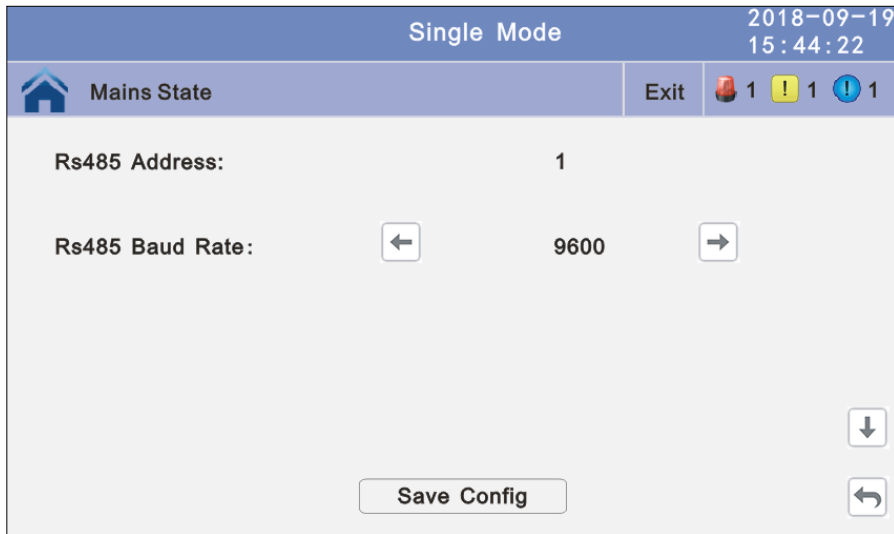 Single Mode
2018-09-19
15:44:22
Mains State
Exit
1 ! 1 ! 1
Rs485 Address: 1
Rs485 Baud Rate: 9600
Save Config